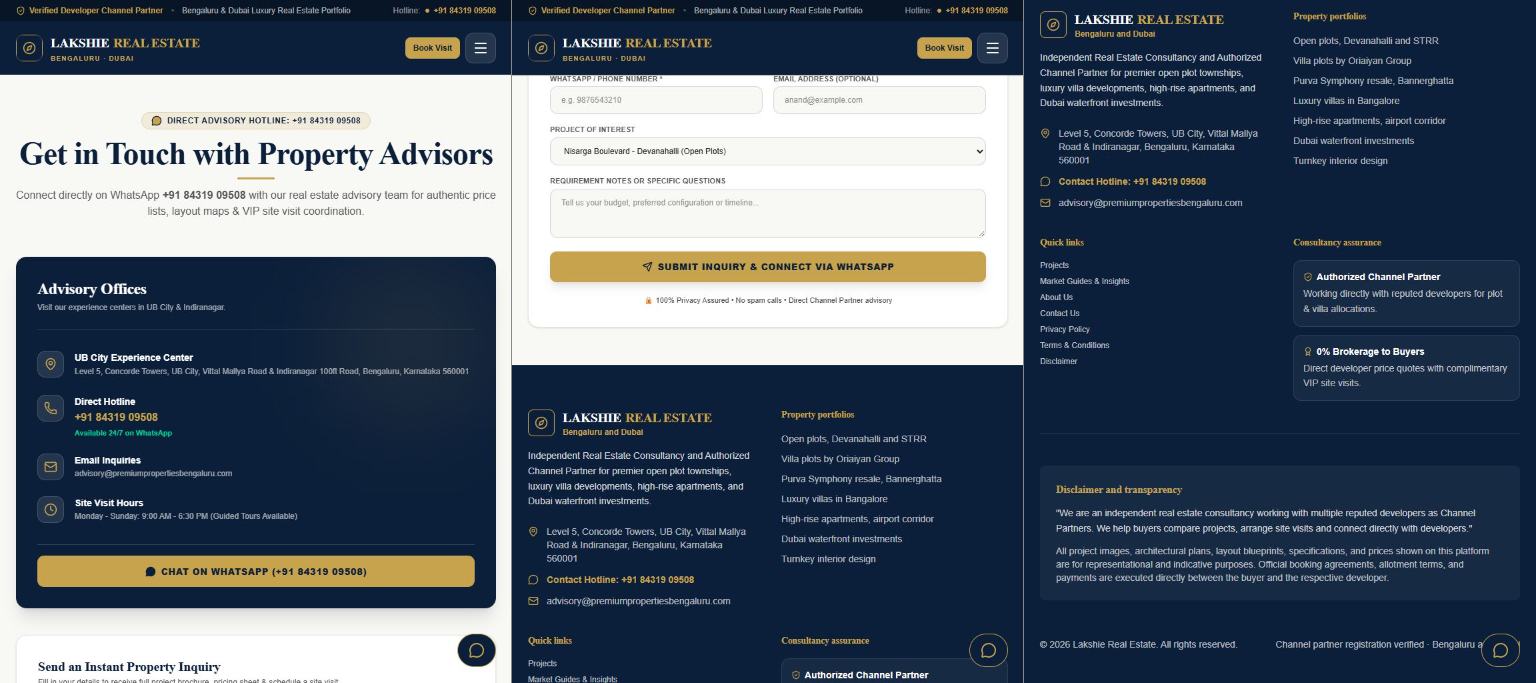 Verified Developer Channel Partner • Bengaluru & Dubai Luxury Real Estate Portfolio Hotline: • +91 84319 09508
LAKSHIE REAL ESTATE
BENGALURU · DUBAI
Book Visit
DIRECT ADVISORY HOTLINE: +91 84319 09508
Get in Touch with Property Advisors
Connect directly on WhatsApp +91 84319 09508 with our real estate advisory team for authentic price
lists, layout maps & VIP site visit coordination.
Advisory Offices
Visit our experience centers in UB City & Indiranagar.
UB City Experience Center
Level 5, Concorde Towers, UB City, Vittal Mallya Road & Indiranagar 100ft Road, Bengaluru, Karnataka 560001
Direct Hotline
+91 84319 09508
Available 24/7 on WhatsApp
Email Inquiries
advisory@premiumpropertiesbengaluru.com
Site Visit Hours
Monday - Sunday: 9:00 AM - 6:30 PM (Guided Tours Available)
CHAT ON WHATSAPP (+91 84319 09508)
Send an Instant Property Inquiry
Fill in your details to receive full project brochure, pricing sheet & schedule a site visit.
Verified Developer Channel Partner • Bengaluru & Dubai Luxury Real Estate Portfolio Hotline: • +91 84319 09508
LAKSHIE REAL ESTATE
BENGALURU · DUBAI
Book Visit
WHATSAPP / PHONE NUMBER * EMAIL ADDRESS (OPTIONAL)
e.g. 9876543210 anand@example.com
PROJECT OF INTEREST
Nisarga Boulevard - Devanahalli (Open Plots)
REQUIREMENT NOTES OR SPECIFIC QUESTIONS
Tell us your budget, preferred configuration or timeline...
SUBMIT INQUIRY & CONNECT VIA WHATSAPP
100% Privacy Assured • No spam calls • Direct Channel Partner advisory
LAKSHIE REAL ESTATE
Bengaluru and Dubai
Independent Real Estate Consultancy and Authorized
Channel Partner for premier open plot townships,
luxury villa developments, high-rise apartments, and
Dubai waterfront investments.
Level 5, Concorde Towers, UB City, Vittal Mallya
Road & Indiranagar, Bengaluru, Karnataka
560001
Contact Hotline: +91 84319 09508
advisory@premiumpropertiesbengaluru.com
Property portfolios
Open plots, Devanahalli and STRR
Villa plots by Oriaiyan Group
Purva Symphony resale, Bannerghatta
Luxury villas in Bangalore
High-rise apartments, airport corridor
Dubai waterfront investments
Turnkey interior design
Quick links
Projects
Market Guides & Insights
Consultancy assurance
Authorized Channel Partner
LAKSHIE REAL ESTATE
Bengaluru and Dubai
Independent Real Estate Consultancy and Authorized
Channel Partner for premier open plot townships,
luxury villa developments, high-rise apartments, and
Dubai waterfront investments.
Level 5, Concorde Towers, UB City, Vittal Mallya
Road & Indiranagar, Bengaluru, Karnataka
560001
Contact Hotline: +91 84319 09508
advisory@premiumpropertiesbengaluru.com
Property portfolios
Open plots, Devanahalli and STRR
Villa plots by Oriaiyan Group
Purva Symphony resale, Bannerghatta
Luxury villas in Bangalore
High-rise apartments, airport corridor
Dubai waterfront investments
Turnkey interior design
Quick links
Projects
Market Guides & Insights
About Us
Contact Us
Privacy Policy
Terms & Conditions
Disclaimer
Consultancy assurance
Authorized Channel Partner
Working directly with reputed developers for plot
& villa allocations.
0% Brokerage to Buyers
Direct developer price quotes with complimentary
VIP site visits.
Disclaimer and transparency
"We are an independent real estate consultancy working with multiple reputed developers as Channel
Partners. We help buyers compare projects, arrange site visits and connect directly with developers."
All project images, architectural plans, layout blueprints, specifications, and prices shown on this platform
are for representational and indicative purposes. Official booking agreements, allotment terms, and
payments are executed directly between the buyer and the respective developer.
© 2026 Lakshie Real Estate. All rights reserved. Channel partner registration verified · Bengaluru